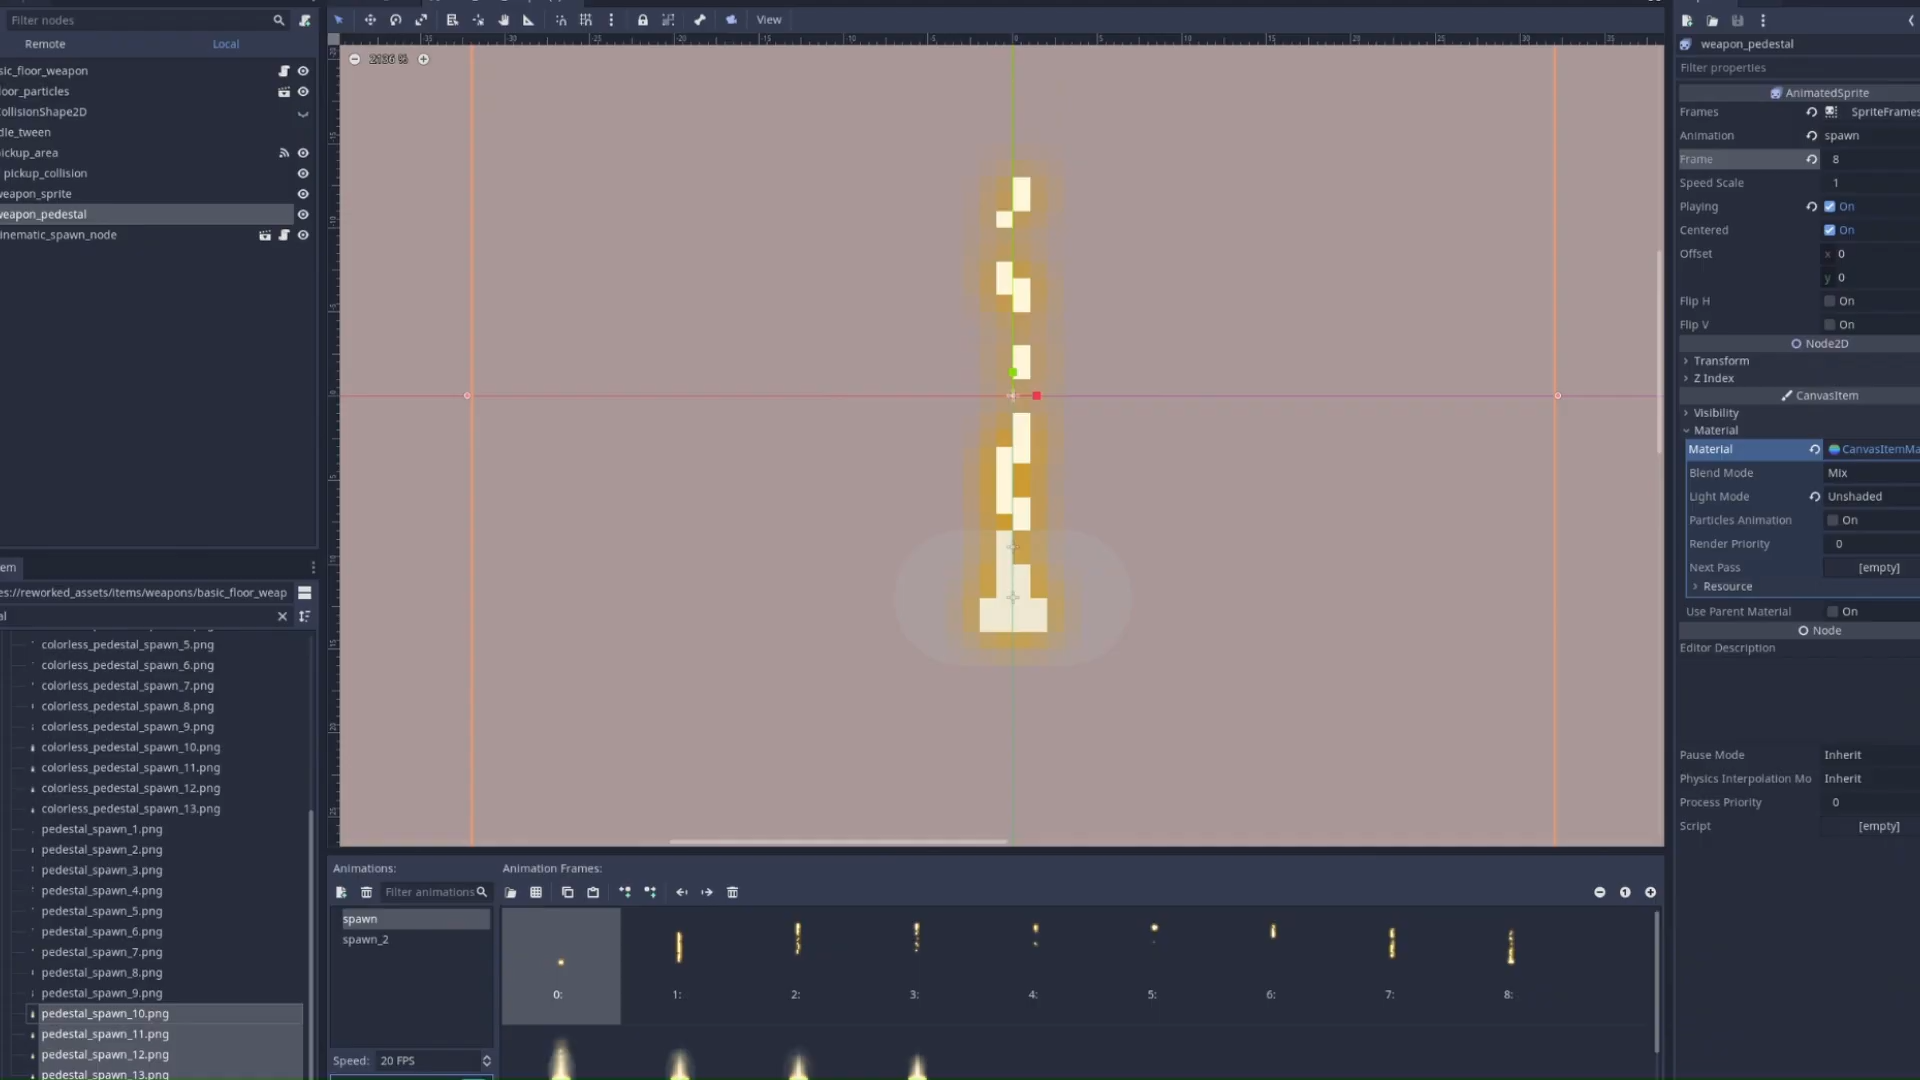 Filter nodes
Remote
Local
sic_floor_weapon
loor_particles
CollisionShape2D
dle_tween
pickup_area
pickup_collision
weapon_sprite
weapon_pedestal
inematic_spawn_node
em
es://reworked_assets/items/weapons/basic_floor_weap
al
colorless_pedestal_spawn_5.png
colorless_pedestal_spawn_6.png
colorless_pedestal_spawn_7.png
colorless_pedestal_spawn_8.png
colorless_pedestal_spawn_9.png
colorless_pedestal_spawn_10.png
colorless_pedestal_spawn_11.png
colorless_pedestal_spawn_12.png
colorless_pedestal_spawn_13.png
pedestal_spawn_1.png
pedestal_spawn_2.png
pedestal_spawn_3.png
pedestal_spawn_4.png
pedestal_spawn_5.png
pedestal_spawn_6.png
pedestal_spawn_7.png
pedestal_spawn_8.png
pedestal_spawn_9.png
pedestal_spawn_10.png
pedestal_spawn_11.png
pedestal_spawn_12.png
pedestal_spawn_13.png
View
2136 %
Animations:
Filter animations
spawn
spawn_2
Speed: 20 FPS
Animation Frames:
0: 1: 2: 3: 4: 5: 6: 7: 8:
weapon_pedestal
Filter properties
AnimatedSprite
Frames SpriteFrames
Animation spawn
Frame 8
Speed Scale 1
Playing On
Centered On
Offset x 0
y 0
Flip H On
Flip V On
Node2D
Transform
Z Index
CanvasItem
Visibility
Material
Material CanvasItemMa
Blend Mode Mix
Light Mode Unshaded
Particles Animation On
Render Priority 0
Next Pass [empty]
Resource
Use Parent Material On
Node
Editor Description
Pause Mode Inherit
Physics Interpolation Mo Inherit
Process Priority 0
Script [empty]